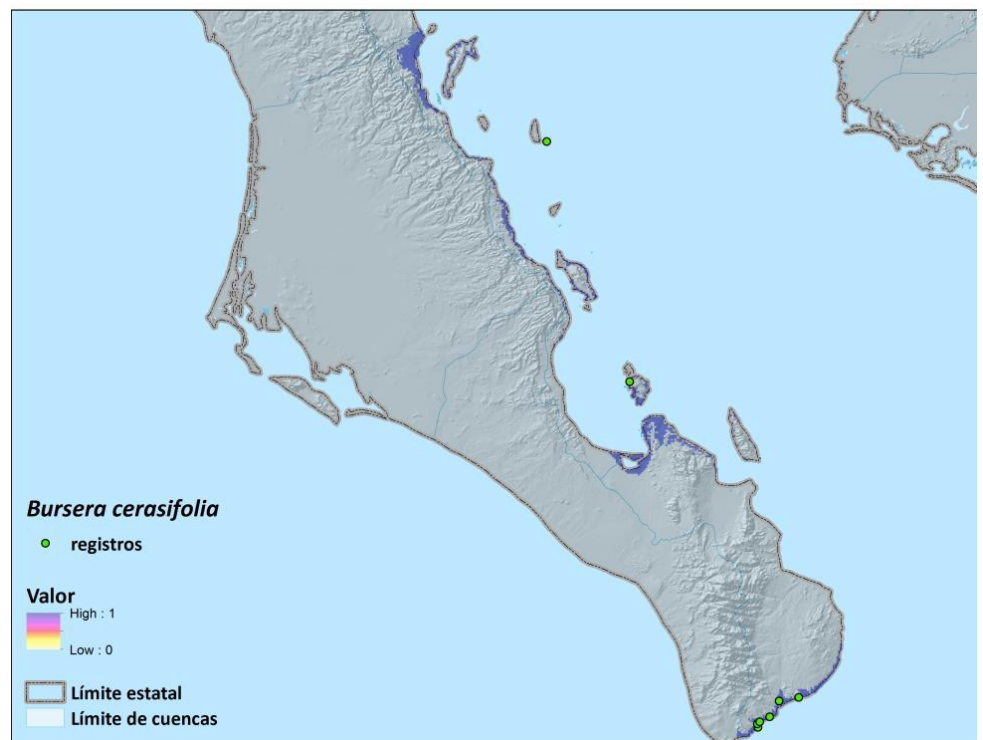 Bursera cerasifolia
registros
Valor
High : 1
Low : 0
Límite estatal
Límite de cuencas